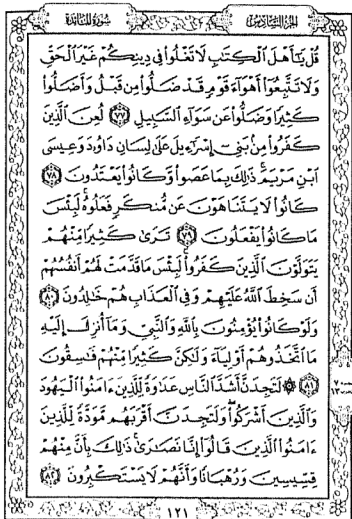 سورة المائدة
الجزء السادس
قُلْ يَٰٓأَهْلَ ٱلْكِتَٰبِ لَا تَغْلُوا۟ فِى دِينِكُمْ غَيْرَ ٱلْحَقِّ
وَلَا تَتَّبِعُوٓا۟ أَهْوَآءَ قَوْمٍ قَدْ ضَلُّوا۟ مِن قَبْلُ وَأَضَلُّوا۟
كَثِيرًا وَضَلُّوا۟ عَن سَوَآءِ ٱلسَّبِيلِ ٧٧ لُعِنَ ٱلَّذِينَ
كَفَرُوا۟ مِنۢ بَنِىٓ إِسْرَٰٓءِيلَ عَلَىٰ لِسَانِ دَاوُۥدَ وَعِيسَى
ٱبْنِ مَرْيَمَ ۚ ذَٰلِكَ بِمَا عَصَوا۟ وَّكَانُوا۟ يَعْتَدُونَ ٧٨
كَانُوا۟ لَا يَتَنَاهَوْنَ عَن مُّنكَرٍ فَعَلُوهُ ۚ لَبِئْسَ
مَا كَانُوا۟ يَفْعَلُونَ ٧٩ تَرَىٰ كَثِيرًا مِّنْهُمْ
يَتَوَلَّوْنَ ٱلَّذِينَ كَفَرُوا۟ ۚ لَبِئْسَ مَا قَدَّمَتْ لَهُمْ أَنفُسُهُمْ
أَن سَخِطَ ٱللَّهُ عَلَيْهِمْ وَفِى ٱلْعَذَابِ هُمْ خَٰلِدُونَ ٨٠
وَلَوْ كَانُوا۟ يُؤْمِنُونَ بِٱللَّهِ وَٱلنَّبِىِّ وَمَآ أُنزِلَ إِلَيْهِ
مَا ٱتَّخَذُوهُمْ أَوْلِيَآءَ وَلَٰكِنَّ كَثِيرًا مِّنْهُمْ فَٰسِقُونَ
٨١ ۞ لَتَجِدَنَّ أَشَدَّ ٱلنَّاسِ عَدَٰوَةً لِّلَّذِينَ ءَامَنُوا۟ ٱلْيَهُودَ
وَٱلَّذِينَ أَشْرَكُوا۟ ۖ وَلَتَجِدَنَّ أَقْرَبَهُم مَّوَدَّةً لِّلَّذِينَ
ءَامَنُوا۟ ٱلَّذِينَ قَالُوٓا۟ إِنَّا نَصَٰرَىٰ ۚ ذَٰلِكَ بِأَنَّ مِنْهُمْ
قِسِّيسِينَ وَرُهْبَانًا وَأَنَّهُمْ لَا يَسْتَكْبِرُونَ ٨٢
١٢١